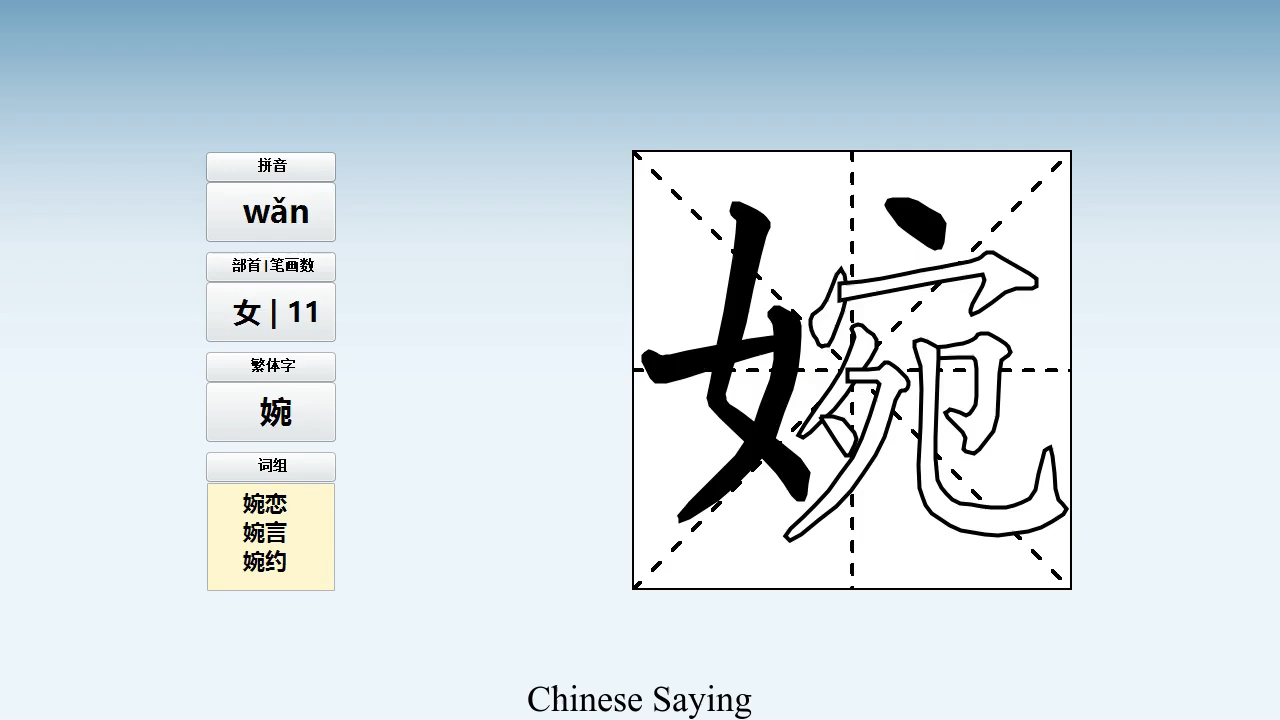 拼音
wǎn
部首|笔画数
女 | 11
繁体字
婉
词组
婉恋
婉言
婉约
婉
Chinese Saying